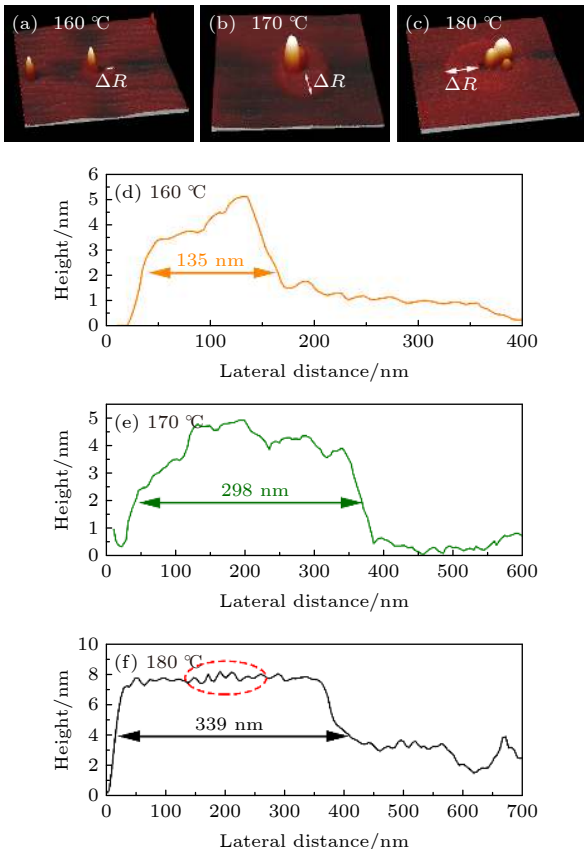 (a) 160 ℃
ΔR
(b) 170 ℃
ΔR
(c) 180 ℃
ΔR
(d) 160 ℃
135 nm
Height/nm
6
5
4
3
2
1
0
0 100 200 300 400
Lateral distance/nm
(e) 170 ℃
298 nm
Height/nm
5
4
3
2
1
0
0 100 200 300 400 500 600
Lateral distance/nm
(f) 180 ℃
339 nm
Height/nm
10
8
6
4
2
0
0 100 200 300 400 500 600 700
Lateral distance/nm